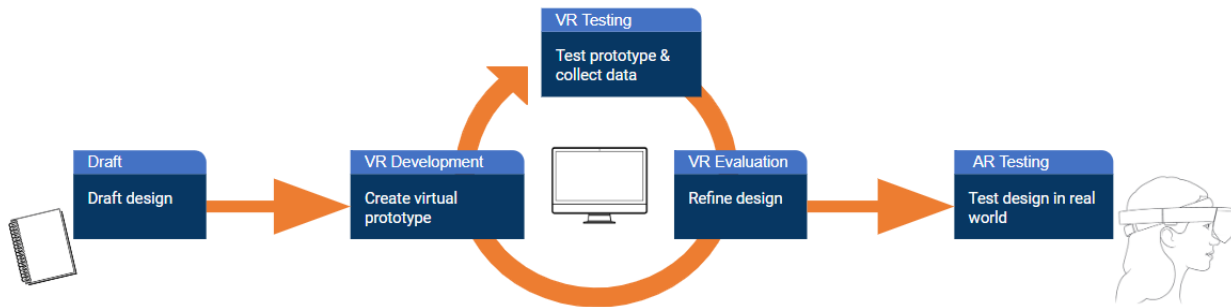 Draft
Draft design
VR Development
Create virtual
prototype
VR Testing
Test prototype &
collect data
VR Evaluation
Refine design
AR Testing
Test design in real
world